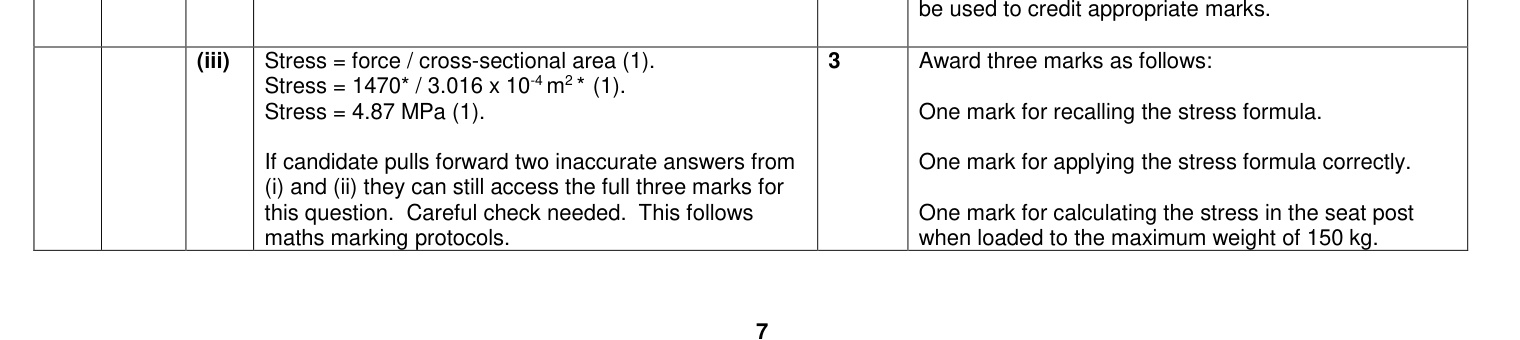 be used to credit appropriate marks.
(iii) Stress = force / cross-sectional area (1). 3 Award three marks as follows:
Stress = 1470* / 3.016 x 10⁻⁴ m² * (1).
Stress = 4.87 MPa (1). One mark for recalling the stress formula.
If candidate pulls forward two inaccurate answers from One mark for applying the stress formula correctly.
(i) and (ii) they can still access the full three marks for
this question. Careful check needed. This follows One mark for calculating the stress in the seat post
maths marking protocols. when loaded to the maximum weight of 150 kg.
7